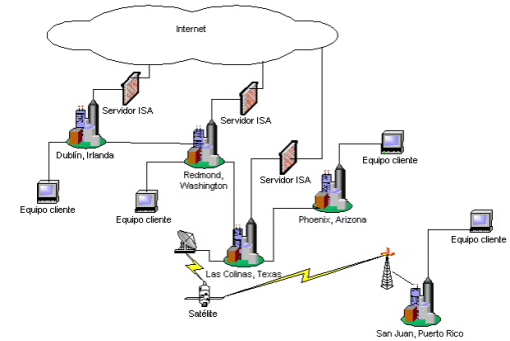 Internet
Servidor ISA
Servidor ISA
Dublín, Irlanda
Redmond,
Washington
Servidor ISA
Equipo cliente
Equipo cliente
Equipo cliente
Phoenix, Arizona
Equipo cliente
Las Colinas, Texas
Satélite
San Juan, Puerto Rico